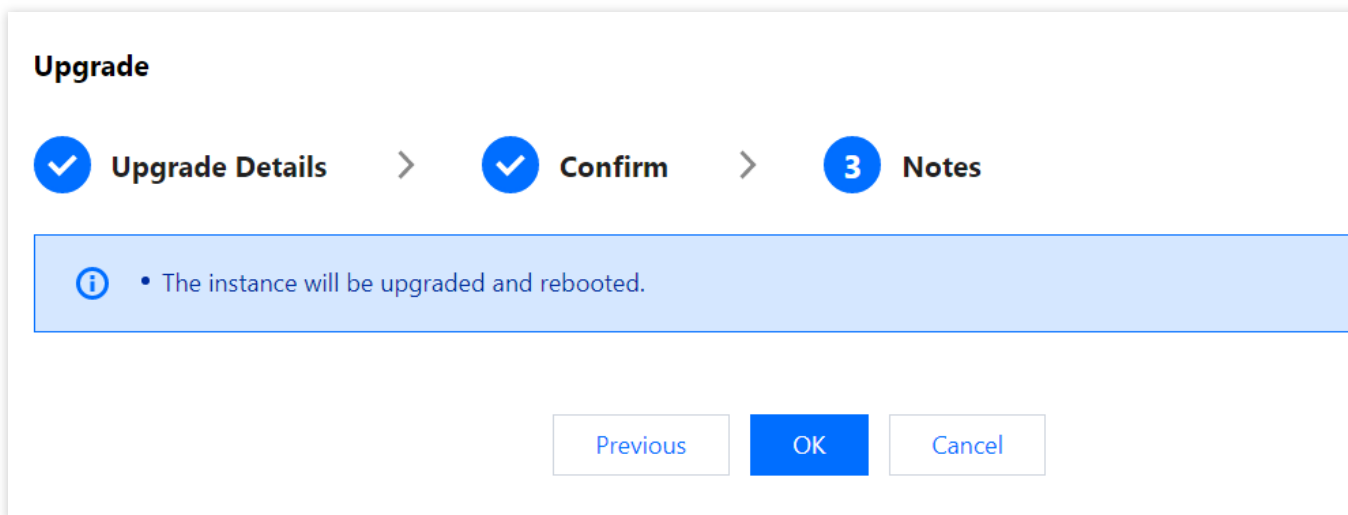 Upgrade
Upgrade Details > Confirm > 3 Notes
• The instance will be upgraded and rebooted.
Previous OK Cancel